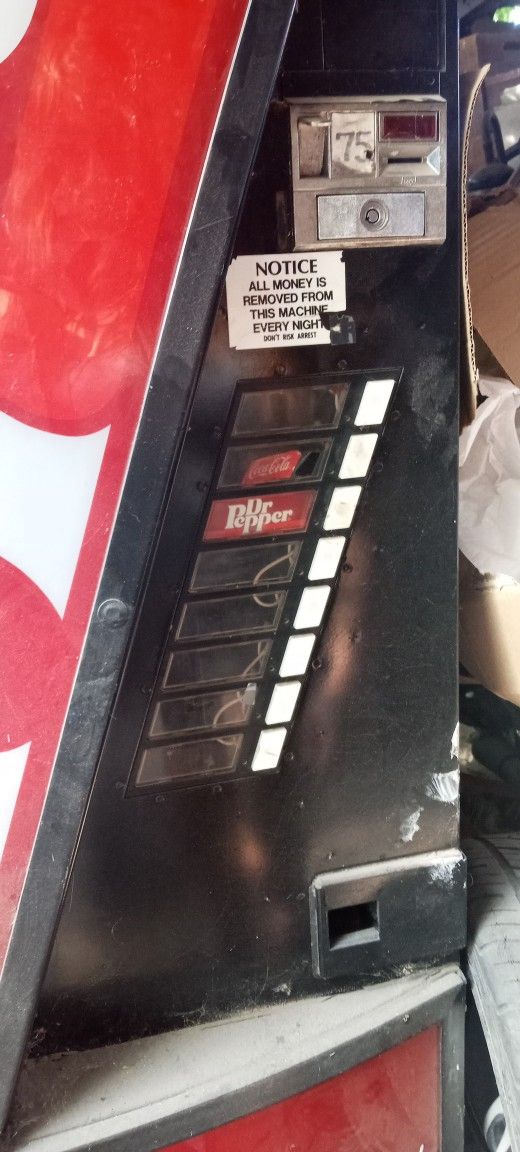 75
NOTICE
ALL MONEY IS
REMOVED FROM
THIS MACHINE
EVERY NIGHT
DON'T RISK ARREST
Coca-Cola
Dr
Pepper